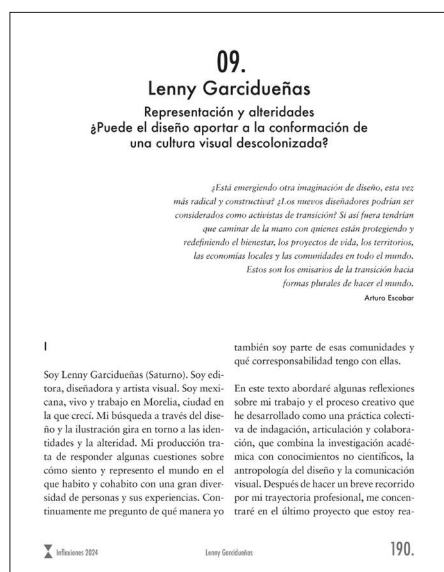 09.
Lenny Garcidueñas
Representación y alteridades
¿Puede el diseño aportar a la conformación de
una cultura visual descolonizada?
¿Está emergiendo otra imaginación de diseño, esta vez
más radical y constructiva? ¿Los nuevos diseñadores podrían ser
considerados como activistas de transición? Si así fuera tendrían
que caminar de la mano con quienes están protegiendo y
redefiniendo el bienestar, los proyectos de vida, los territorios,
las economías locales y las comunidades en todo el mundo.
Estos son los emisarios de la transición hacia
formas plurales de hacer el mundo.
Arturo Escobar
I
Soy Lenny Garcidueñas (Saturno). Soy edi-
tora, diseñadora y artista visual. Soy mexi-
cana, vivo y trabajo en Morelia, ciudad en
la que crecí. Mi búsqueda a través del dise-
ño y la ilustración gira en torno a las iden-
tidades y la alteridad. Mi producción tra-
ta de responder algunas cuestiones sobre
cómo siento y represento el mundo en el
que habito y cohabito con una gran diver-
sidad de personas y sus experiencias. Con-
tinuamente me pregunto de qué manera yo
también soy parte de esas comunidades y
qué corresponsabilidad tengo con ellas.
En este texto abordaré algunas reflexiones
sobre mi trabajo y el proceso creativo que
he desarrollado como una práctica colecti-
va de indagación, articulación y colabora-
ción, que combina la investigación acadé-
mica con conocimientos no científicos, la
antropología del diseño y la comunicación
visual. Después de hacer un breve recorrido
por mi trayectoria profesional, me concen-
traré en el último proyecto que estoy rea-
Inflexiones 2024
Lenny Garcidueñas
190.